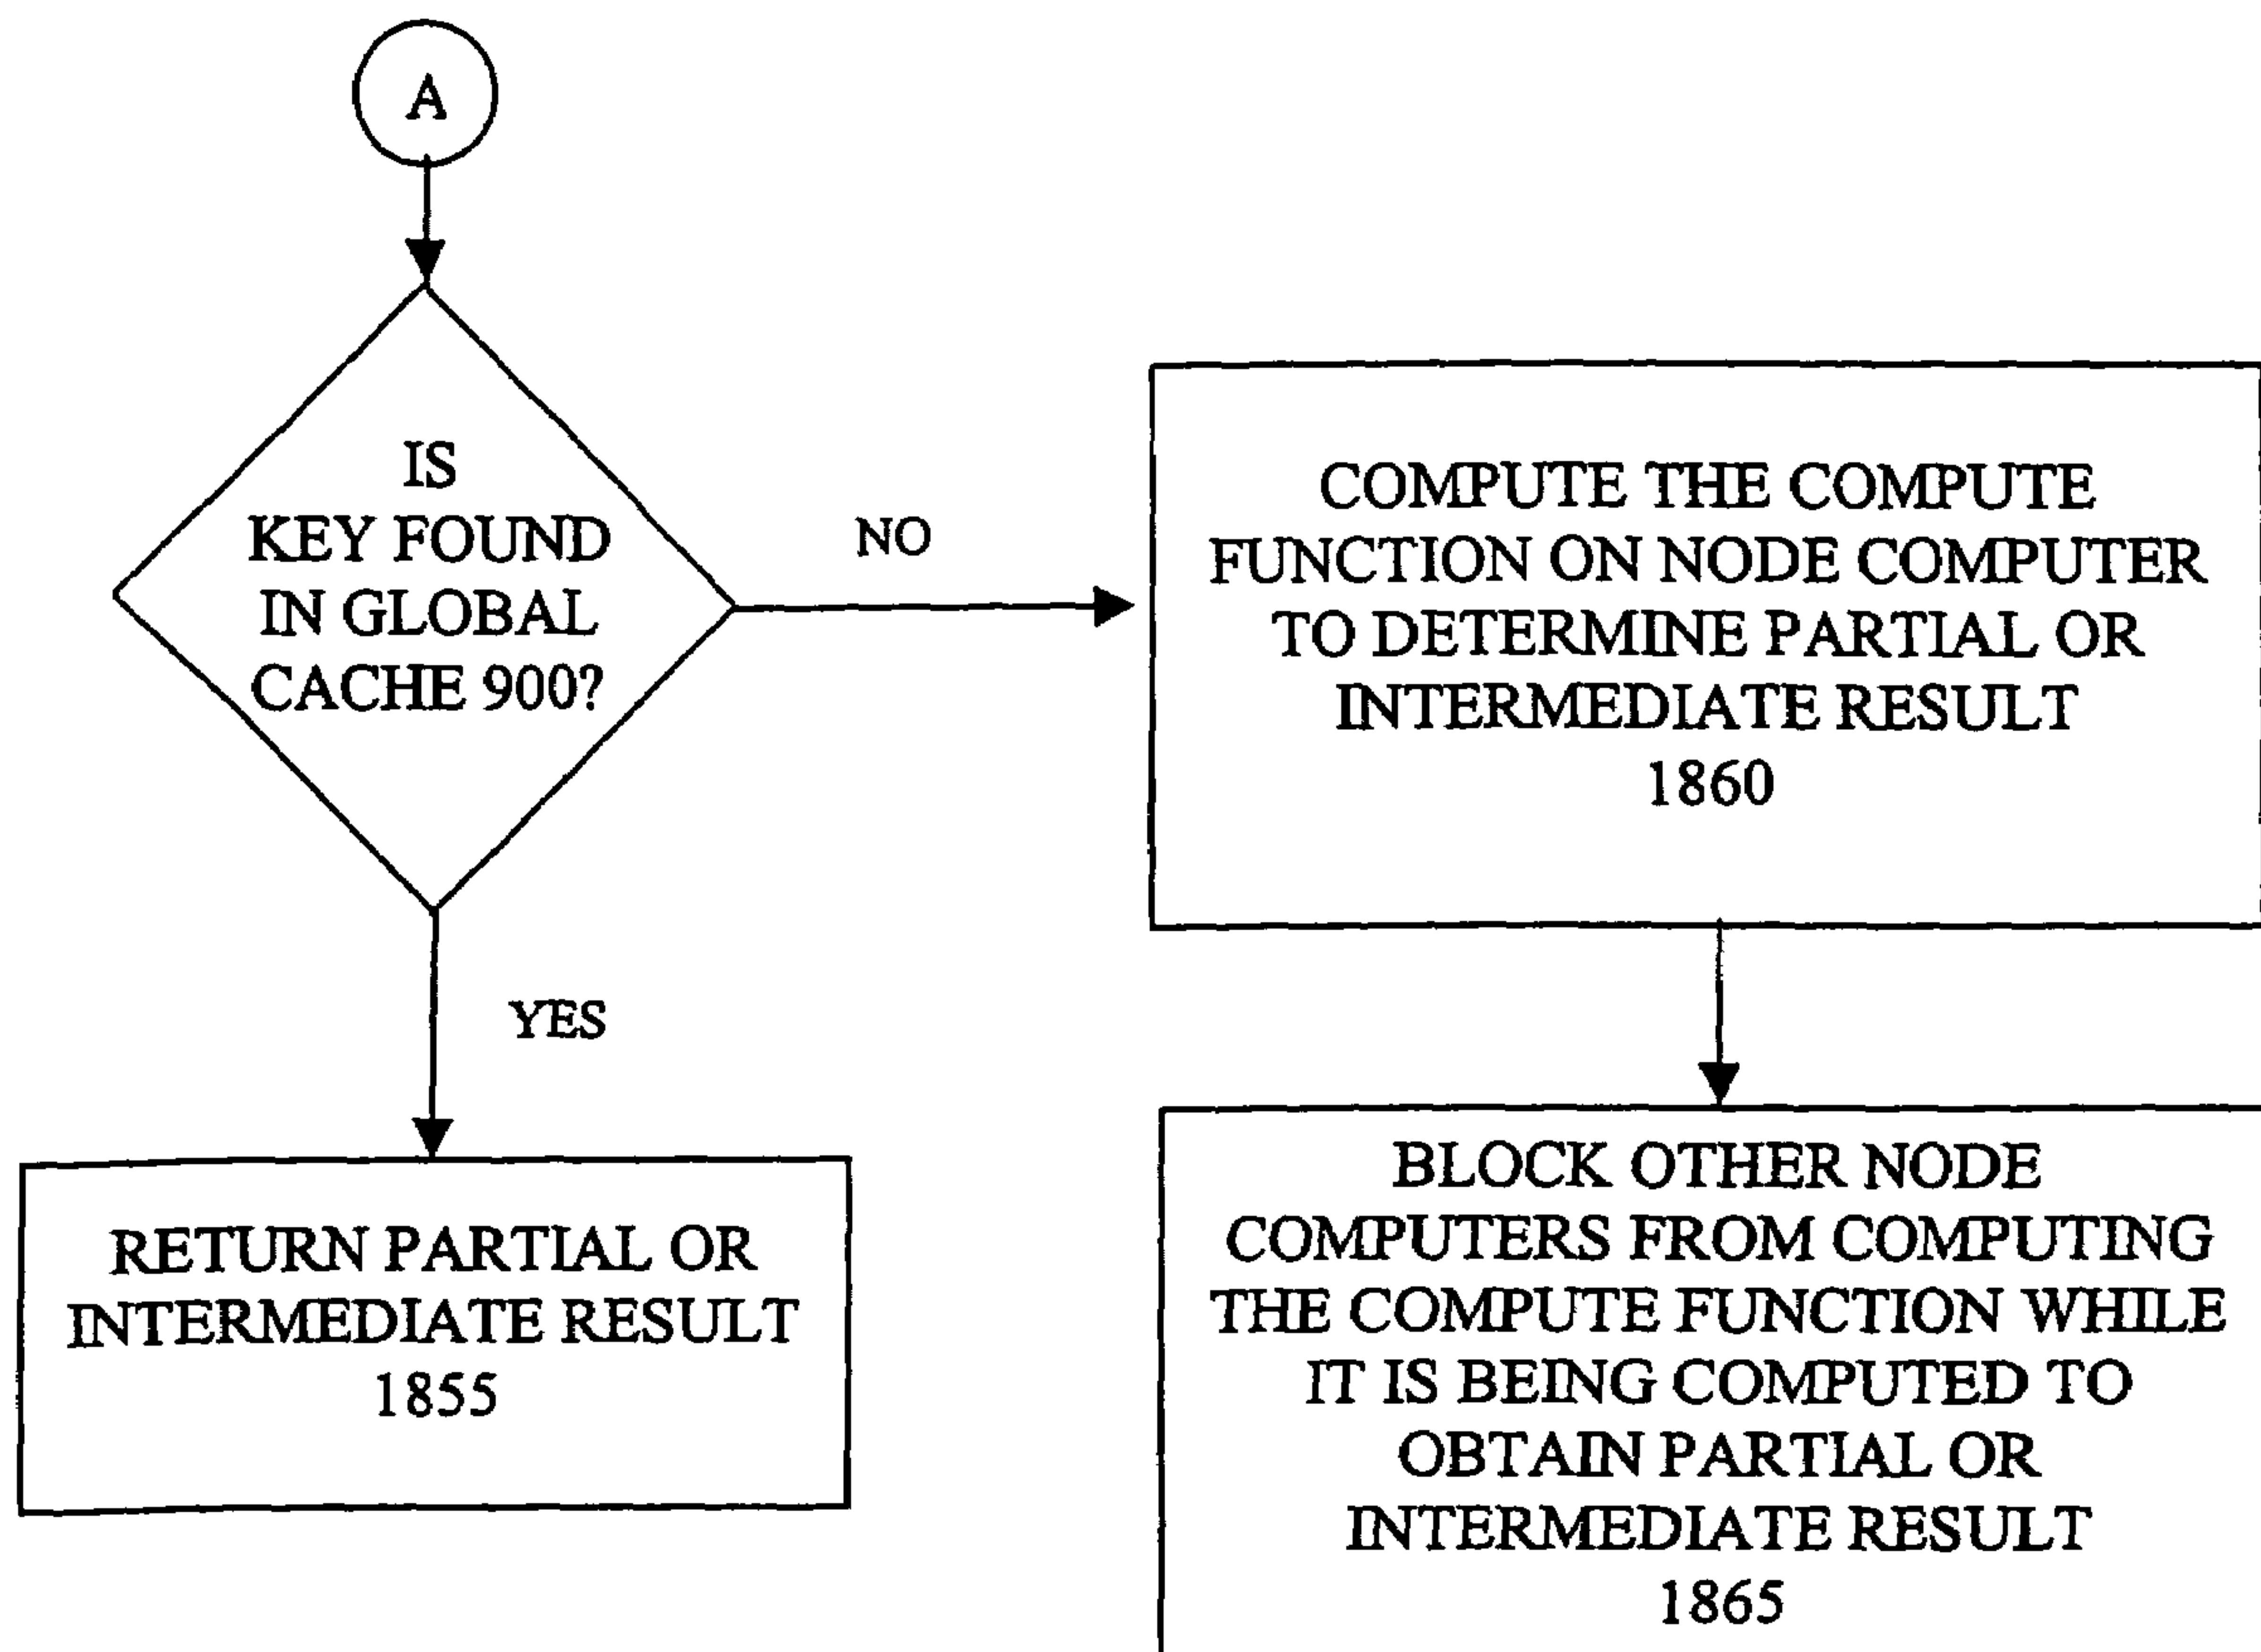 A
IS
KEY FOUND
IN GLOBAL
CACHE 900?
NO
COMPUTE THE COMPUTE
FUNCTION ON NODE COMPUTER
TO DETERMINE PARTIAL OR
INTERMEDIATE RESULT
1860
YES
RETURN PARTIAL OR
INTERMEDIATE RESULT
1855
BLOCK OTHER NODE
COMPUTERS FROM COMPUTING
THE COMPUTE FUNCTION WHILE
IT IS BEING COMPUTED TO
OBTAIN PARTIAL OR
INTERMEDIATE RESULT
1865